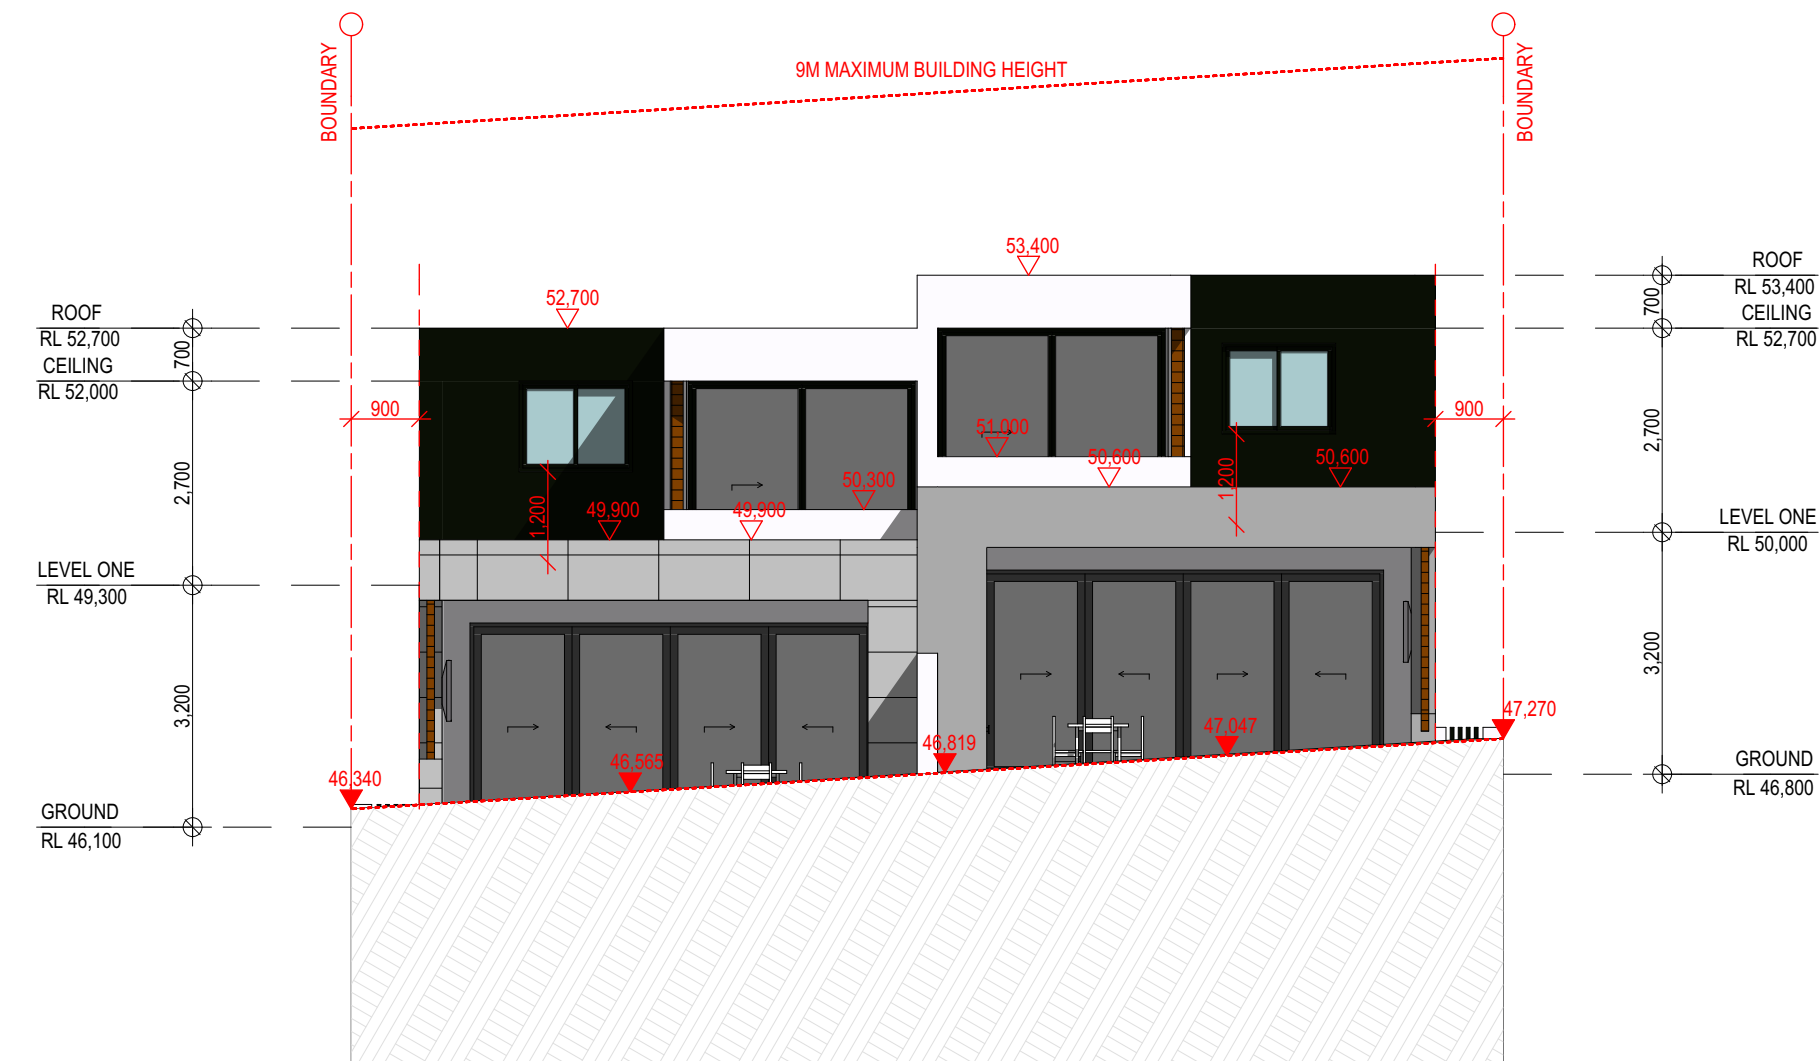 BOUNDARY
9M MAXIMUM BUILDING HEIGHT
BOUNDARY
53,400
52,700
ROOF
RL 52,700
700
CEILING
RL 52,000
2,700
LEVEL ONE
RL 49,300
3,200
GROUND
RL 46,100
900
1,200
49,900
49,900
50,300
51,000
50,600
50,600
1,200
900
46,340
46,565
46,819
47,047
47,270
ROOF
RL 53,400
700
CEILING
RL 52,700
2,700
LEVEL ONE
RL 50,000
3,200
GROUND
RL 46,800